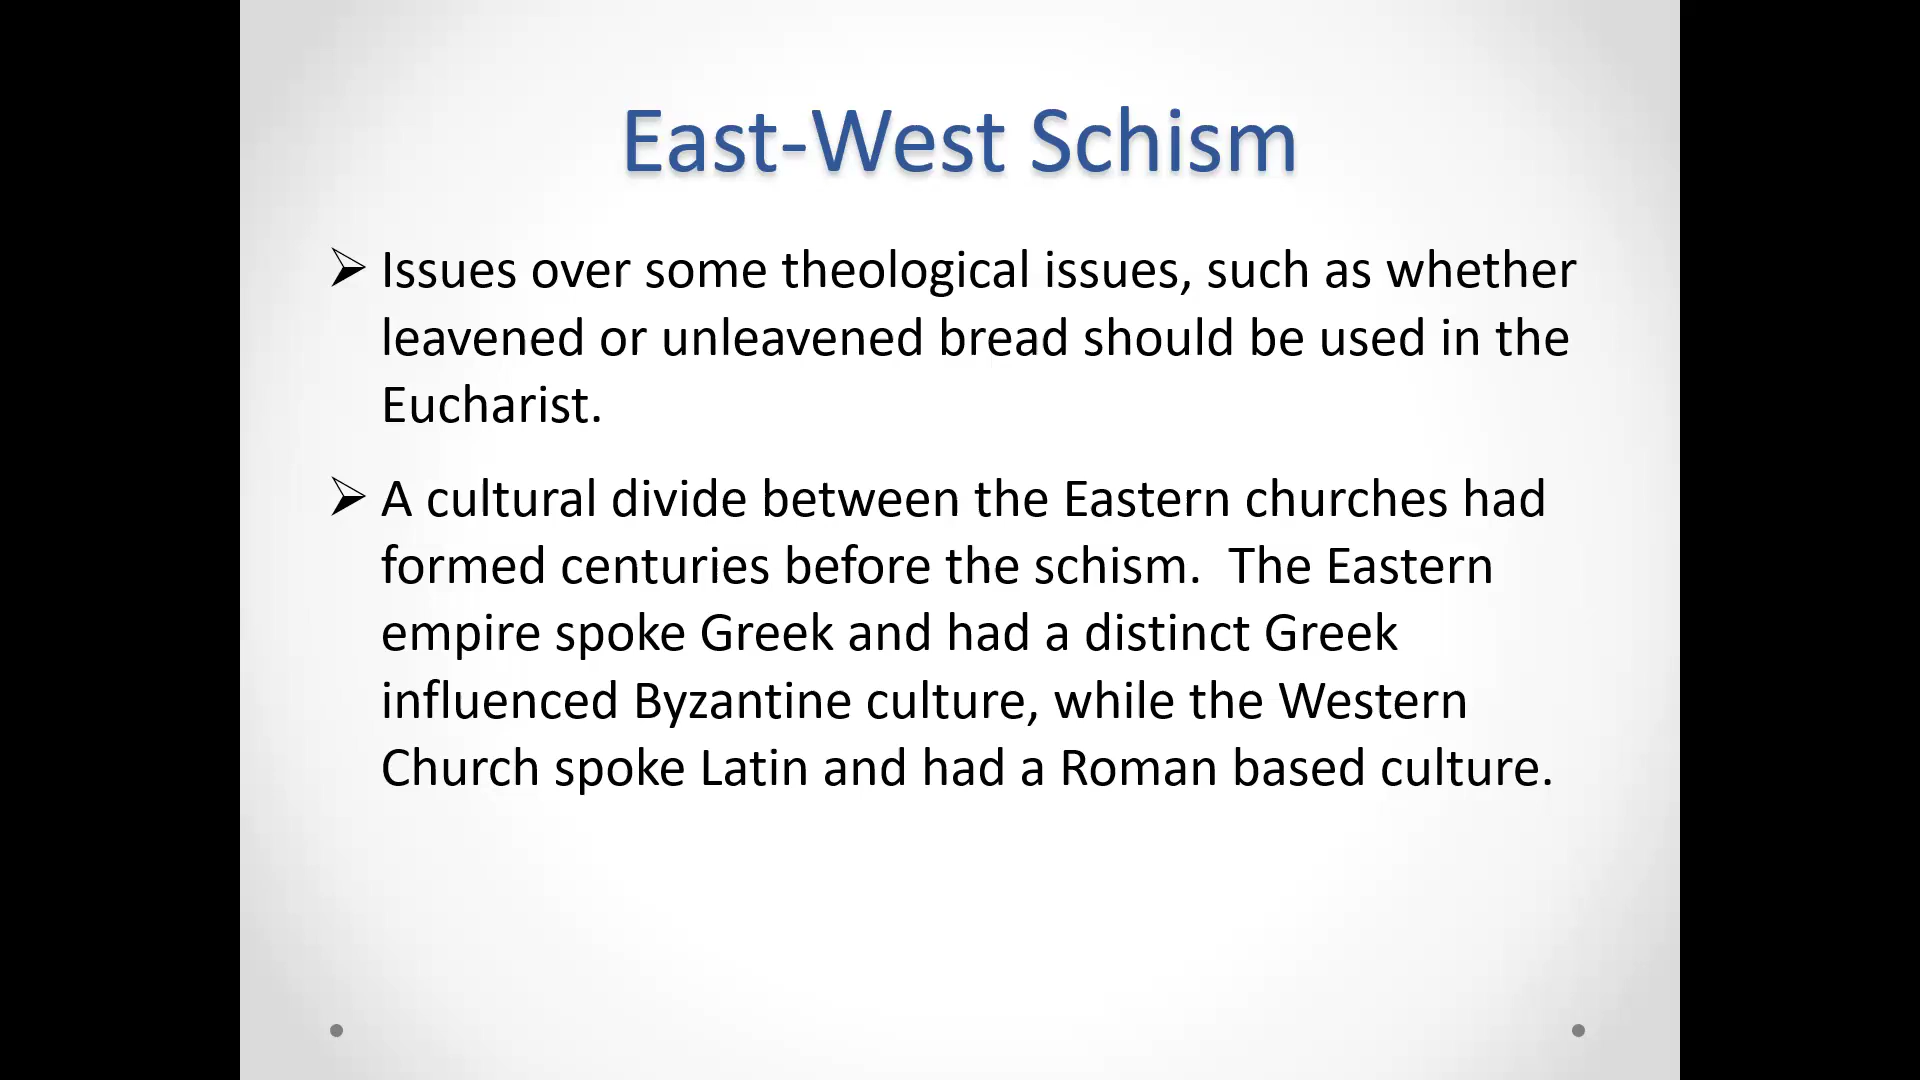 East-West Schism
Issues over some theological issues, such as whether
leavened or unleavened bread should be used in the
Eucharist.
A cultural divide between the Eastern churches had
formed centuries before the schism.  The Eastern
empire spoke Greek and had a distinct Greek
influenced Byzantine culture, while the Western
Church spoke Latin and had a Roman based culture.